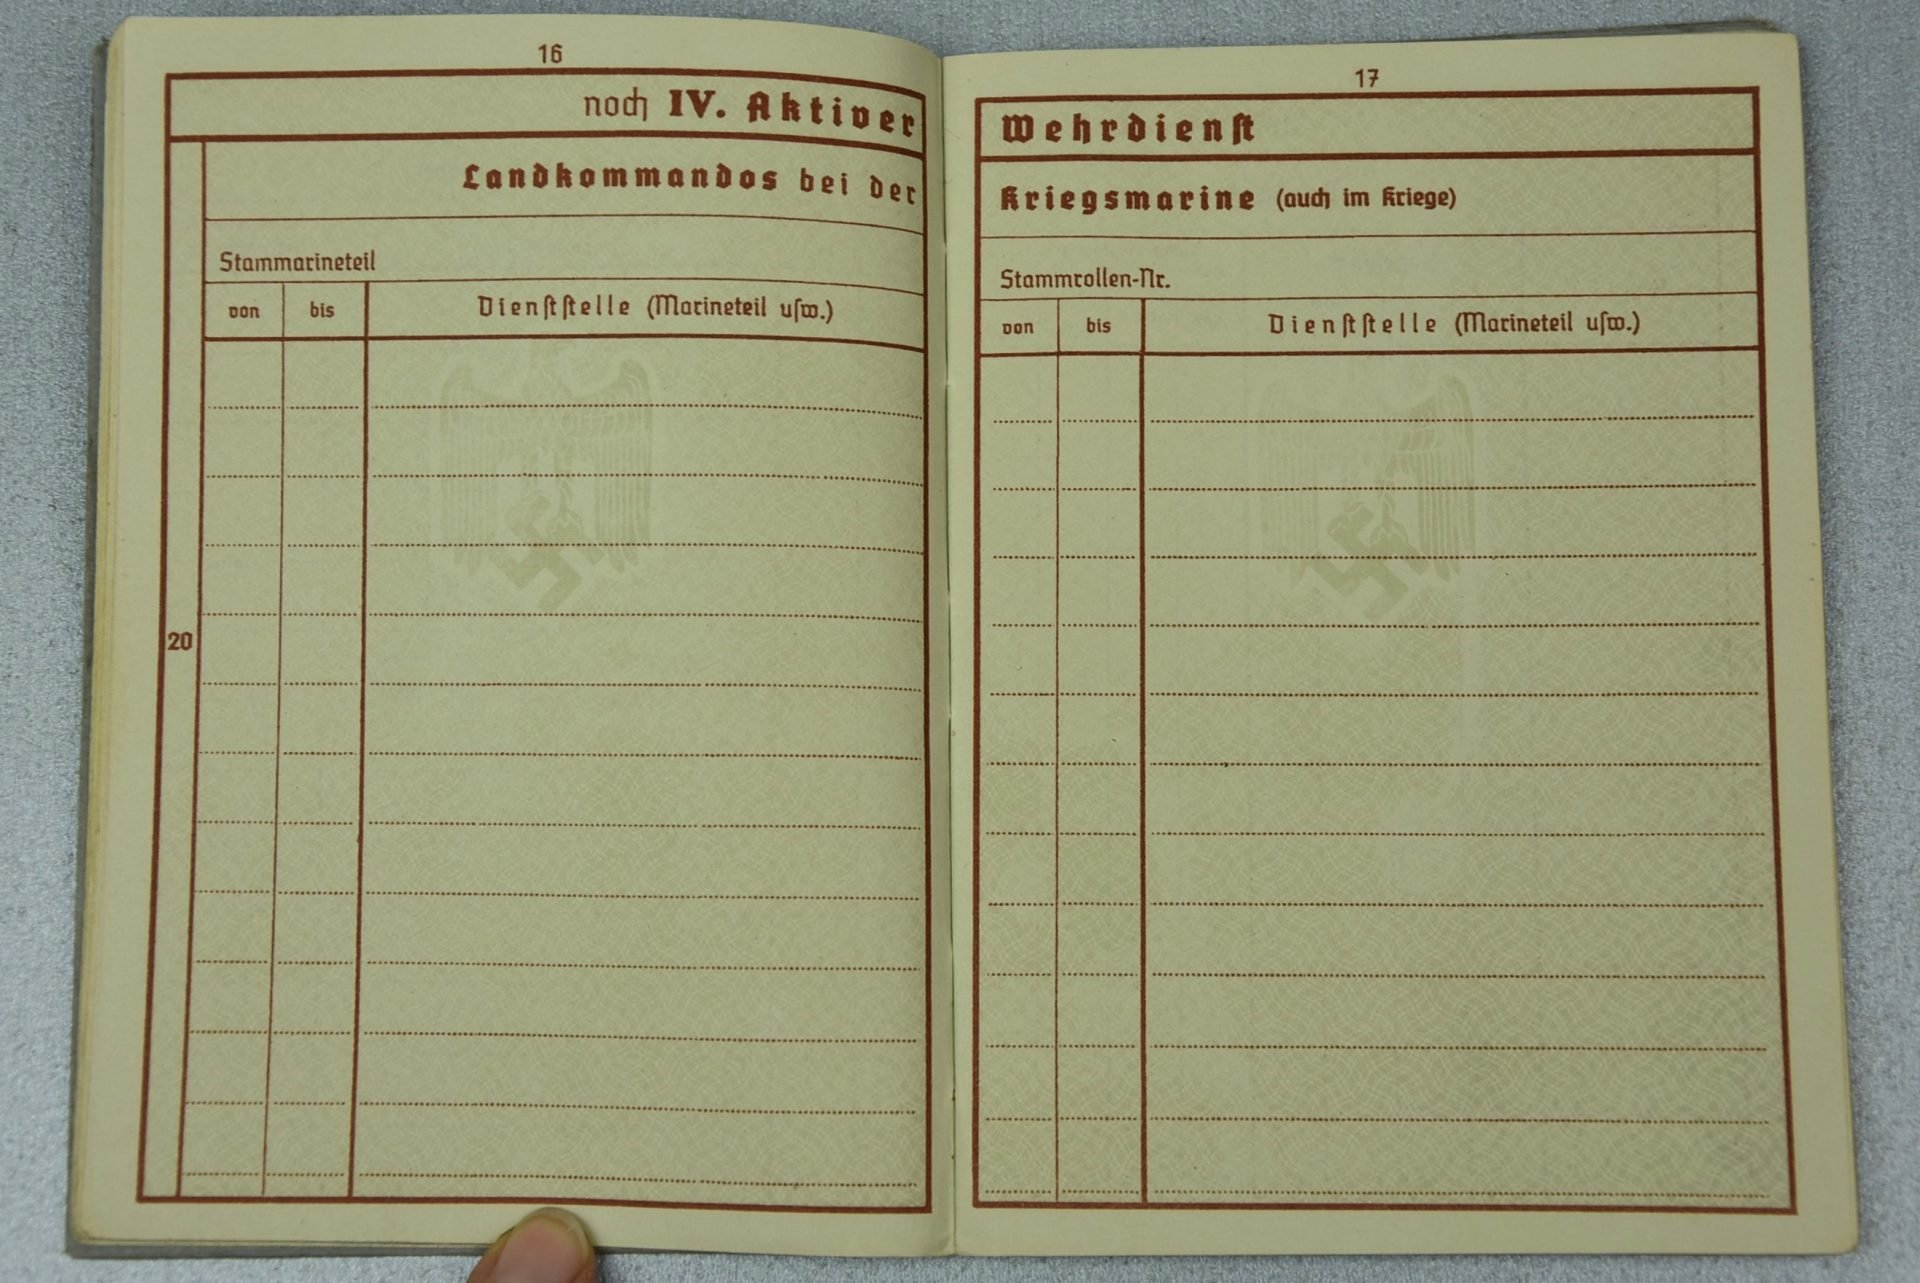 16
noch IV. Aktiver
Landkommandos bei der
Stammarineteil
von bis Dienststelle (Marineteil usw.)
20
17
Wehrdienst
Kriegsmarine (auch im Kriege)
Stammrollen-Nr.
von bis Dienststelle (Marineteil usw.)